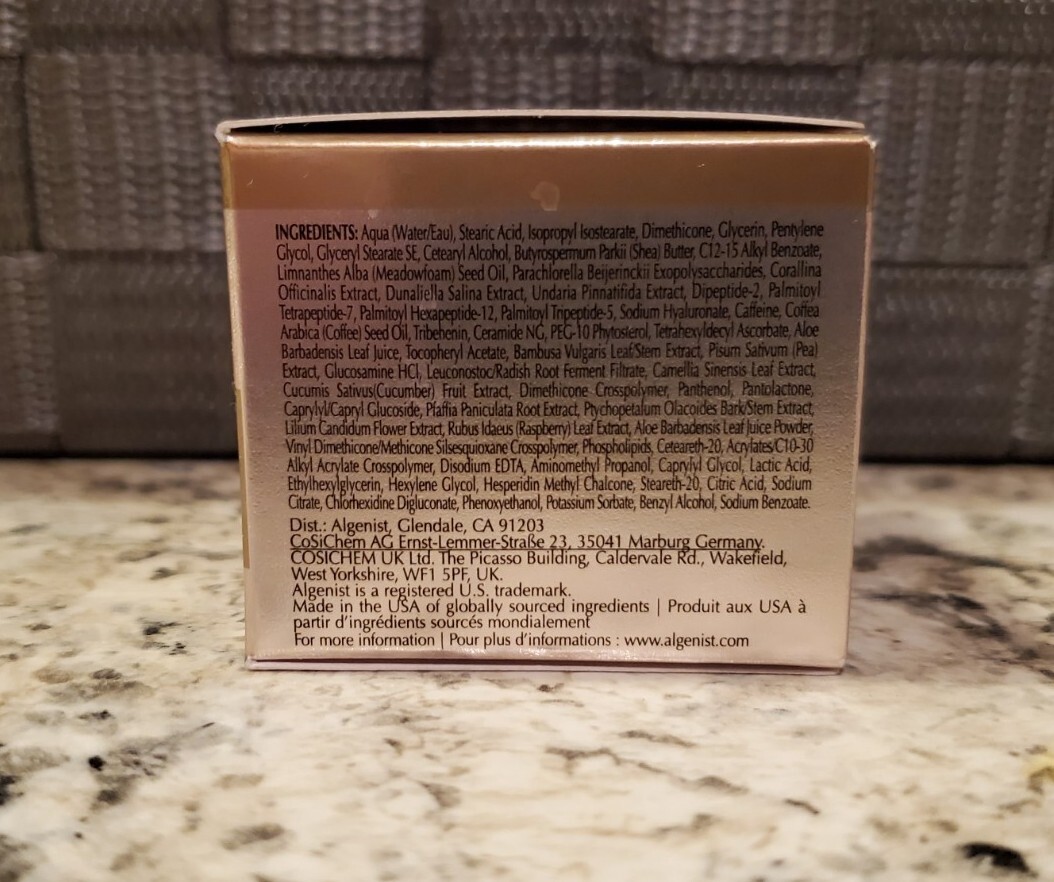 INGREDIENTS: Aqua (Water/Eau), Stearic Acid, Isopropyl Isostearate, Dimethicone, Glycerin, Pentylene
Glycol, Glyceryl Stearate SE, Cetearyl Alcohol, Butyrospermum Parkii (Shea) Butter, C12-15 Alkyl Benzoate,
Limnanthes Alba (Meadowfoam) Seed Oil, Parachlorella Beijerinckii Exopolysaccharides, Corallina
Officinalis Extract, Dunaliella Salina Extract, Undaria Pinnatifida Extract, Dipeptide-2, Palmitoyl
Tetrapeptide-7, Palmitoyl Hexapeptide-12, Palmitoyl Tripeptide-5, Sodium Hyaluronate, Caffeine, Coffea
Arabica (Coffee) Seed Oil, Tribehenin, Ceramide NG, PEG-10 Phytosterol, Tetrahexyldecyl Ascorbate, Aloe
Barbadensis Leaf Juice, Tocopheryl Acetate, Bambusa Vulgaris Leaf/Stem Extract, Pisum Sativum (Pea)
Extract, Glucosamine HCl, Leuconostoc/Radish Root Ferment Filtrate, Camellia Sinensis Leaf Extract,
Cucumis Sativus(Cucumber) Fruit Extract, Dimethicone Crosspolymer, Panthenol, Pantolactone,
Caprylyl/Capryl Glucoside, Pfaffia Paniculata Root Extract, Ptychopetalum Olacoides Bark/Stem Extract,
Lilium Candidum Flower Extract, Rubus Idaeus (Raspberry) Leaf Extract, Aloe Barbadensis Leaf Juice Powder,
Vinyl Dimethicone/Methicone Silsesquioxane Crosspolymer, Phospholipids, Ceteareth-20, Acrylates/C10-30
Alkyl Acrylate Crosspolymer, Disodium EDTA, Aminomethyl Propanol, Caprylyl Glycol, Lactic Acid,
Ethylhexylglycerin, Hexylene Glycol, Hesperidin Methyl Chalcone, Steareth-20, Citric Acid, Sodium
Citrate, Chlorhexidine Digluconate, Phenoxyethanol, Potassium Sorbate, Benzyl Alcohol, Sodium Benzoate.
Dist.: Algenist, Glendale, CA 91203
CoSiChem AG Ernst-Lemmer-Straße 23, 35041 Marburg Germany.
COSICHEM UK Ltd. The Picasso Building, Caldervale Rd., Wakefield,
West Yorkshire, WF1 5PF, UK.
Algenist is a registered U.S. trademark.
Made in the USA of globally sourced ingredients | Produit aux USA à
partir d'ingrédients sourcés mondialement
For more information | Pour plus d'informations : www.algenist.com